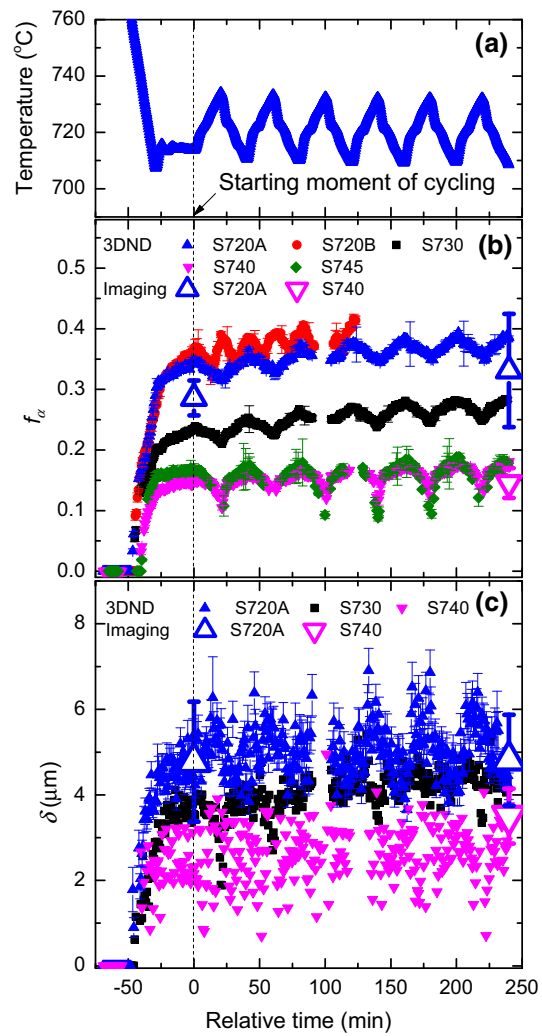 760
(a)
Temperature (°C)
740
720
700
Starting moment of cycling
3DND S720A S720B S730 (b)
0.5
S740 S745
Imaging S720A S740
0.4
0.3
fα
0.2
0.1
0.0
3DND S720A S730 S740 (c)
8
Imaging S720A S740
6
δ (μm)
4
2
0
-50 0 50 100 150 200 250
Relative time (min)